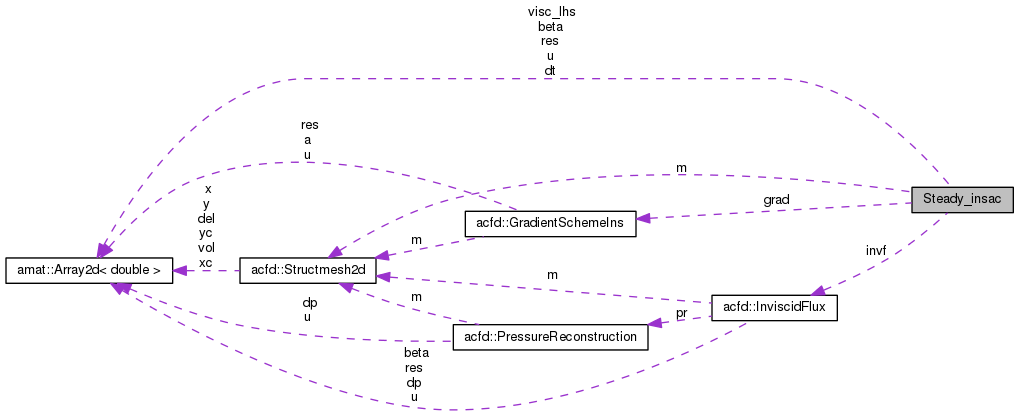 visc_lhs
beta
res
u
dt
res
a
u
m
x
y
del
yc
vol
xc
grad
Steady_insac
acfd::GradientSchemeIns
m
invf
amat::Array2d< double >
acfd::Structmesh2d
m
dp
u
m
pr
acfd::InviscidFlux
acfd::PressureReconstruction
beta
res
dp
u